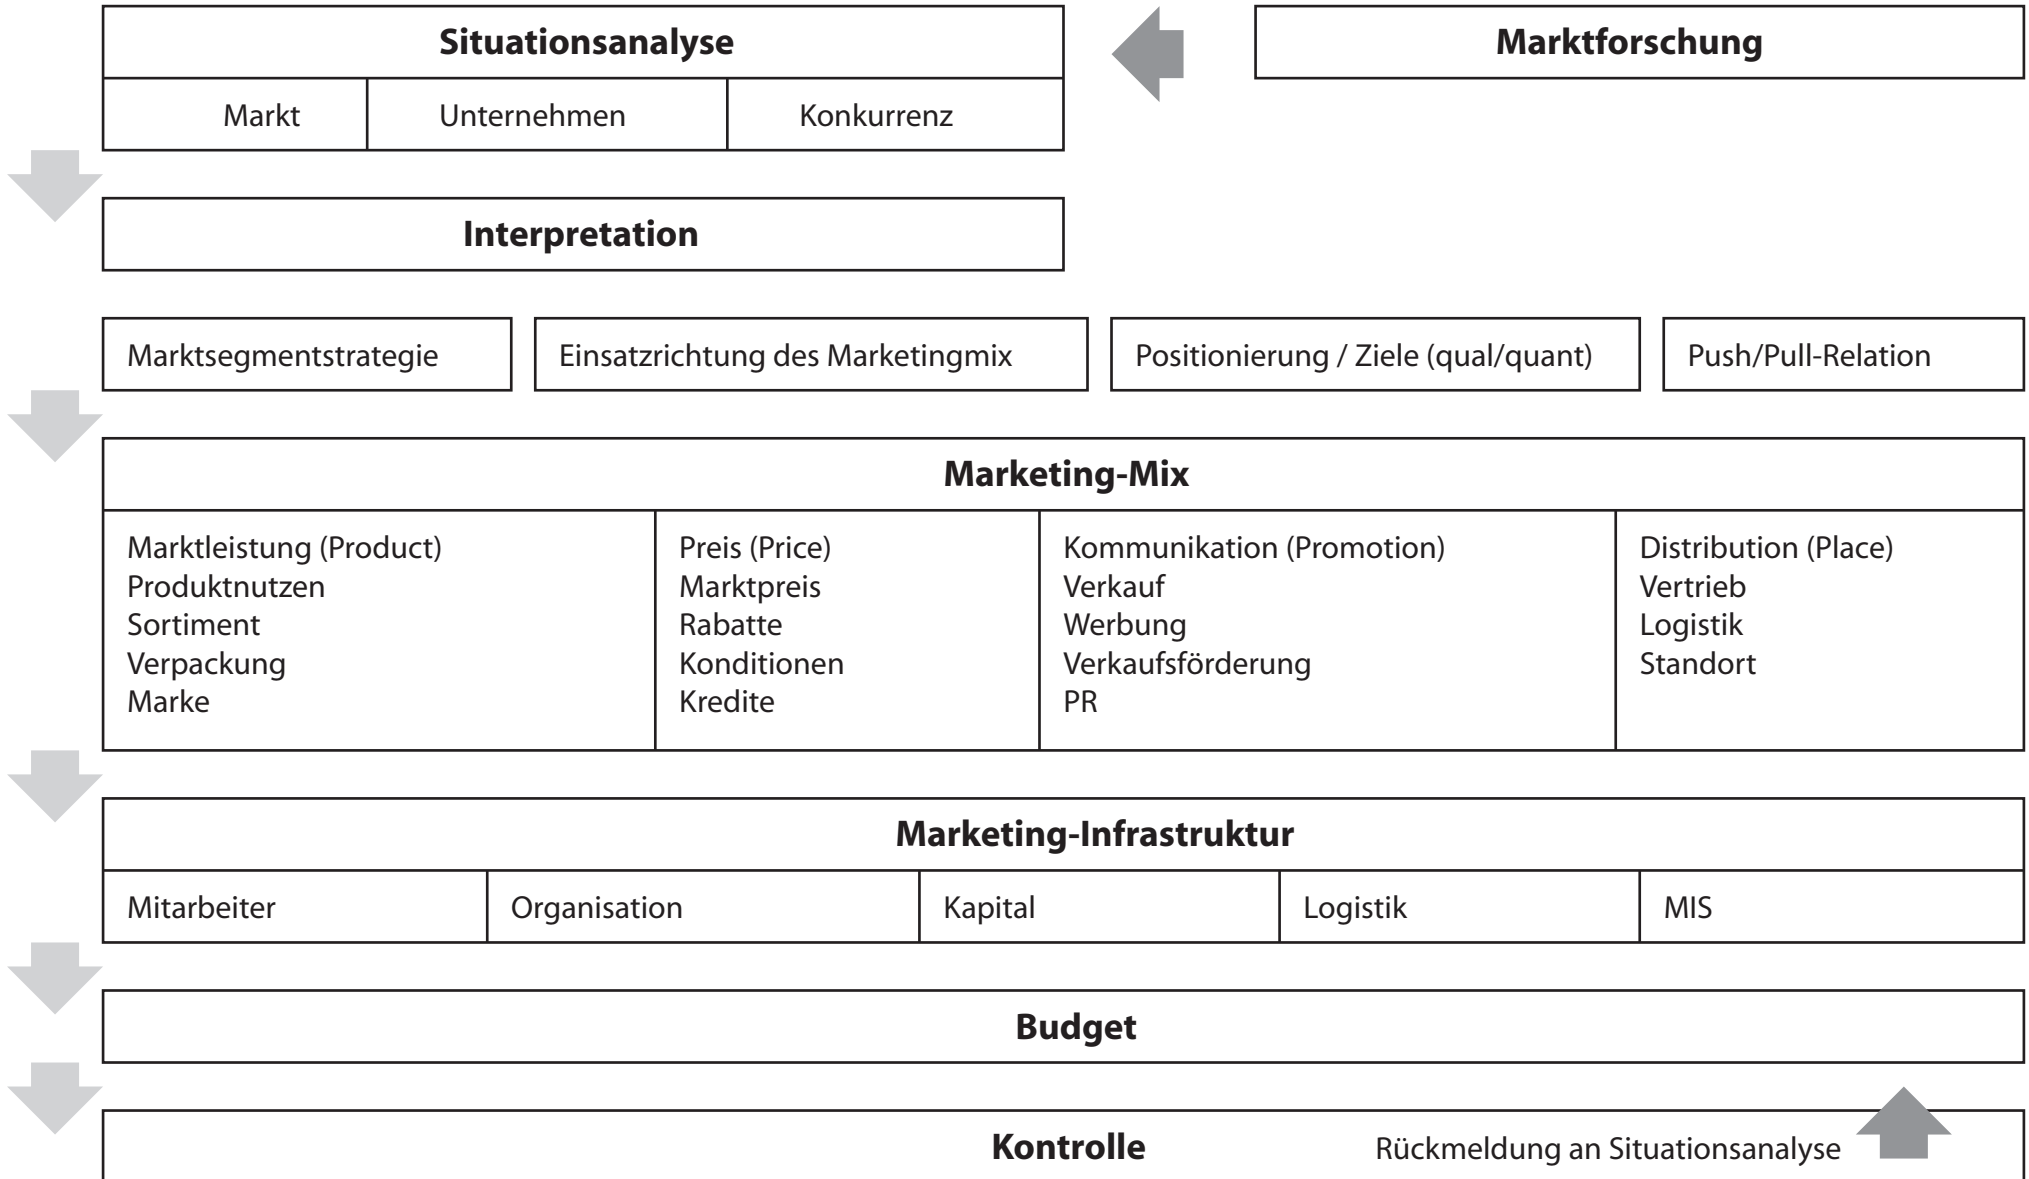 Situationsanalyse
Marktforschung
Markt
Unternehmen
Konkurrenz
Interpretation
Marktsegmentstrategie
Einsatzrichtung des Marketingmix
Positionierung / Ziele (qual/quant)
Push/Pull-Relation
Marketing-Mix
Marktleistung (Product)
Produktnutzen
Sortiment
Verpackung
Marke
Preis (Price)
Marktpreis
Rabatte
Konditionen
Kredite
Kommunikation (Promotion)
Verkauf
Werbung
Verkaufsförderung
PR
Distribution (Place)
Vertrieb
Logistik
Standort
Marketing-Infrastruktur
Mitarbeiter
Organisation
Kapital
Logistik
MIS
Budget
Kontrolle
Rückmeldung an Situationsanalyse